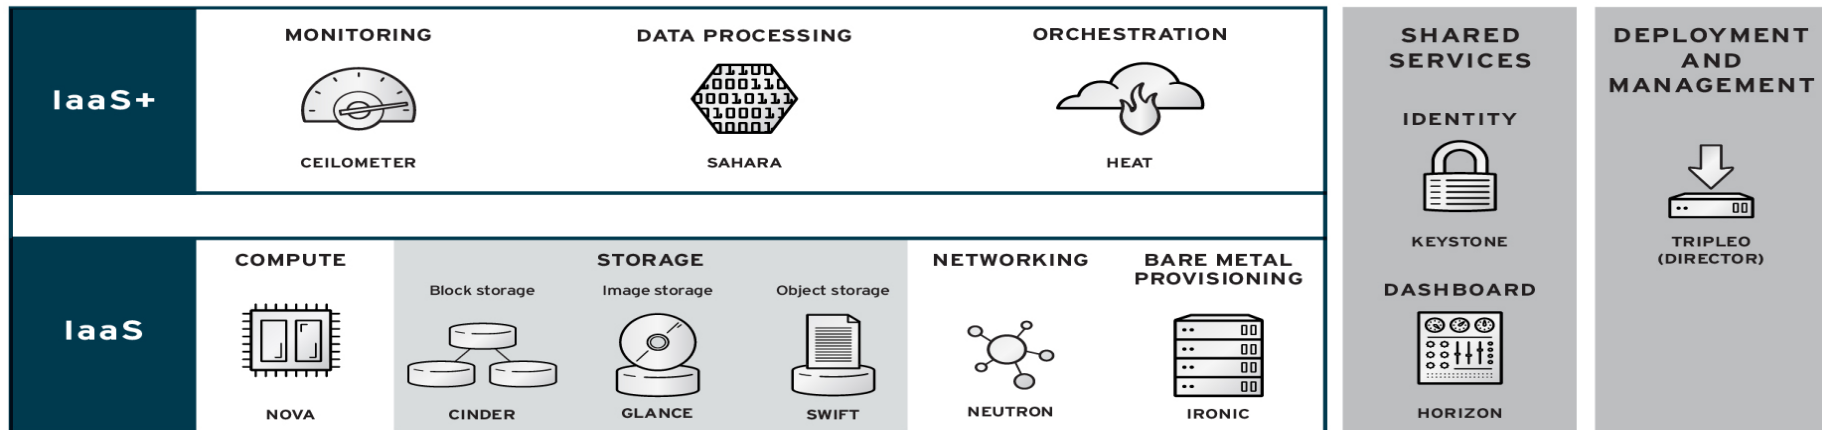 IaaS+
MONITORING
CEILOMETER
DATA PROCESSING
SAHARA
ORCHESTRATION
HEAT
IaaS
COMPUTE
NOVA
STORAGE
Block storage
CINDER
Image storage
GLANCE
Object storage
SWIFT
NETWORKING
NEUTRON
BARE METAL
PROVISIONING
IRONIC
SHARED
SERVICES
IDENTITY
KEYSTONE
DASHBOARD
HORIZON
DEPLOYMENT
AND
MANAGEMENT
TRIPLEO
(DIRECTOR)